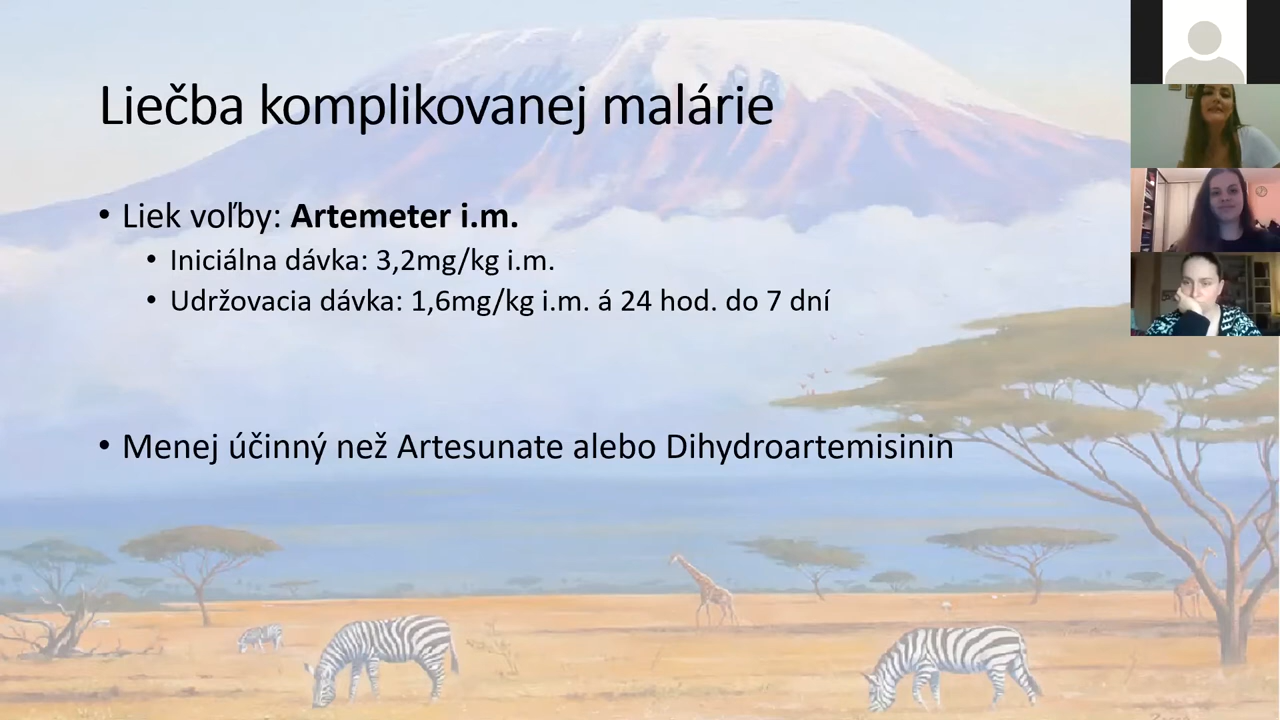 Liečba komplikovanej malárie
• Liek voľby: Artemeter i.m.
• Iniciálna dávka: 3,2mg/kg i.m.
• Udržovacia dávka: 1,6mg/kg i.m. á 24 hod. do 7 dní
• Menej účinný než Artesunate alebo Dihydroartemisinin